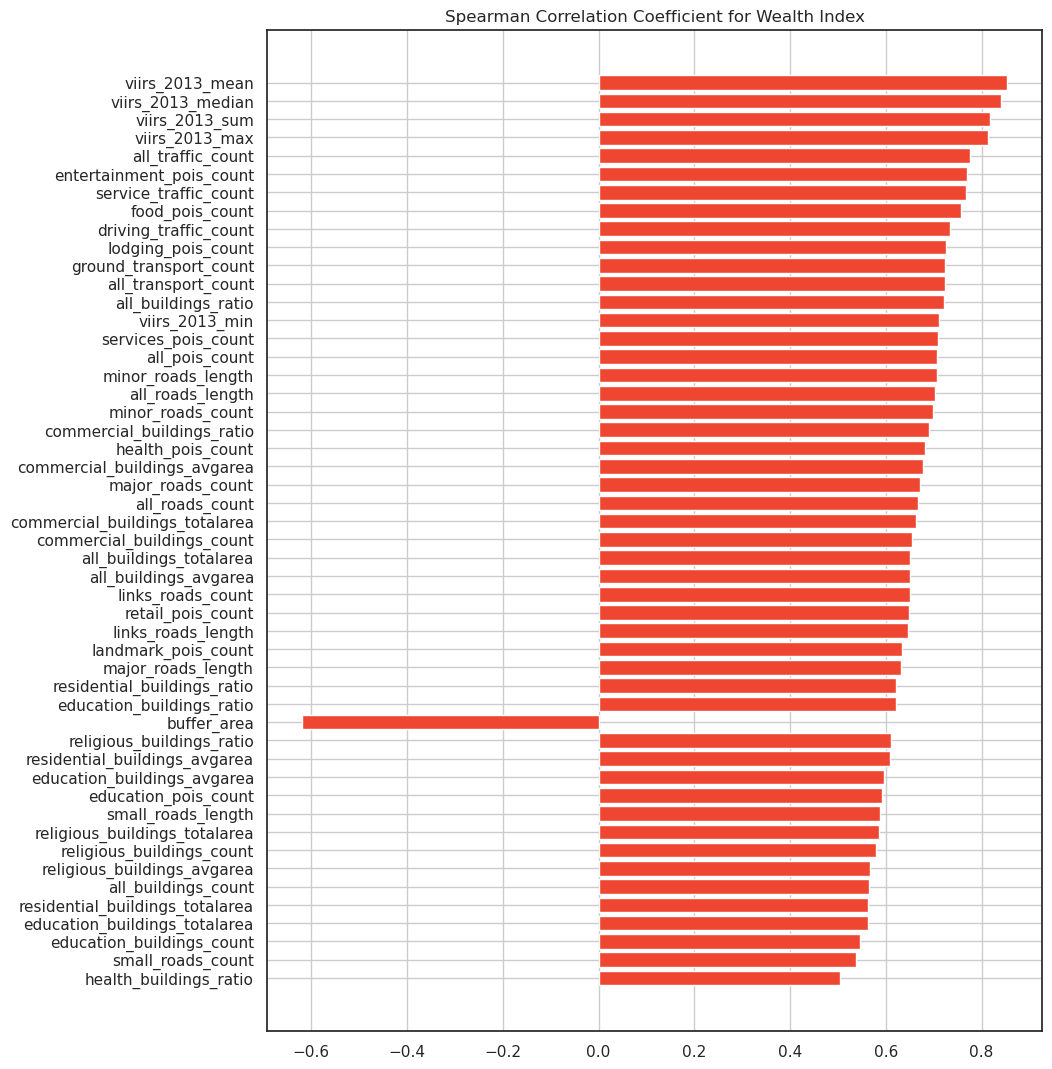 Spearman Correlation Coefficient for Wealth Index
viirs_2013_mean
viirs_2013_median
viirs_2013_sum
viirs_2013_max
all_traffic_count
entertainment_pois_count
service_traffic_count
food_pois_count
driving_traffic_count
lodging_pois_count
ground_transport_count
all_transport_count
all_buildings_ratio
viirs_2013_min
services_pois_count
all_pois_count
minor_roads_length
all_roads_length
minor_roads_count
commercial_buildings_ratio
health_pois_count
commercial_buildings_avgarea
major_roads_count
all_roads_count
commercial_buildings_totalarea
commercial_buildings_count
all_buildings_totalarea
all_buildings_avgarea
links_roads_count
retail_pois_count
links_roads_length
landmark_pois_count
major_roads_length
residential_buildings_ratio
education_buildings_ratio
buffer_area
religious_buildings_ratio
residential_buildings_avgarea
education_buildings_avgarea
education_pois_count
small_roads_length
religious_buildings_totalarea
religious_buildings_count
religious_buildings_avgarea
all_buildings_count
residential_buildings_totalarea
education_buildings_totalarea
education_buildings_count
small_roads_count
health_buildings_ratio
−0.6 −0.4 −0.2 0.0 0.2 0.4 0.6 0.8